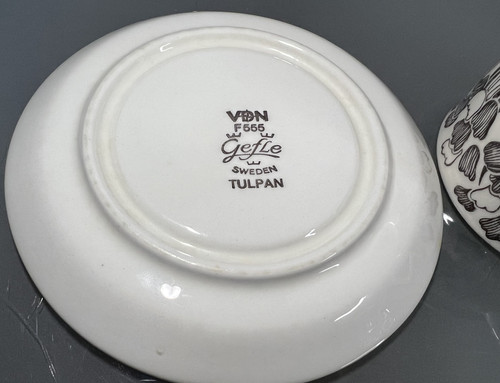 VDN
F555
Gefle
SWEDEN
TULPAN